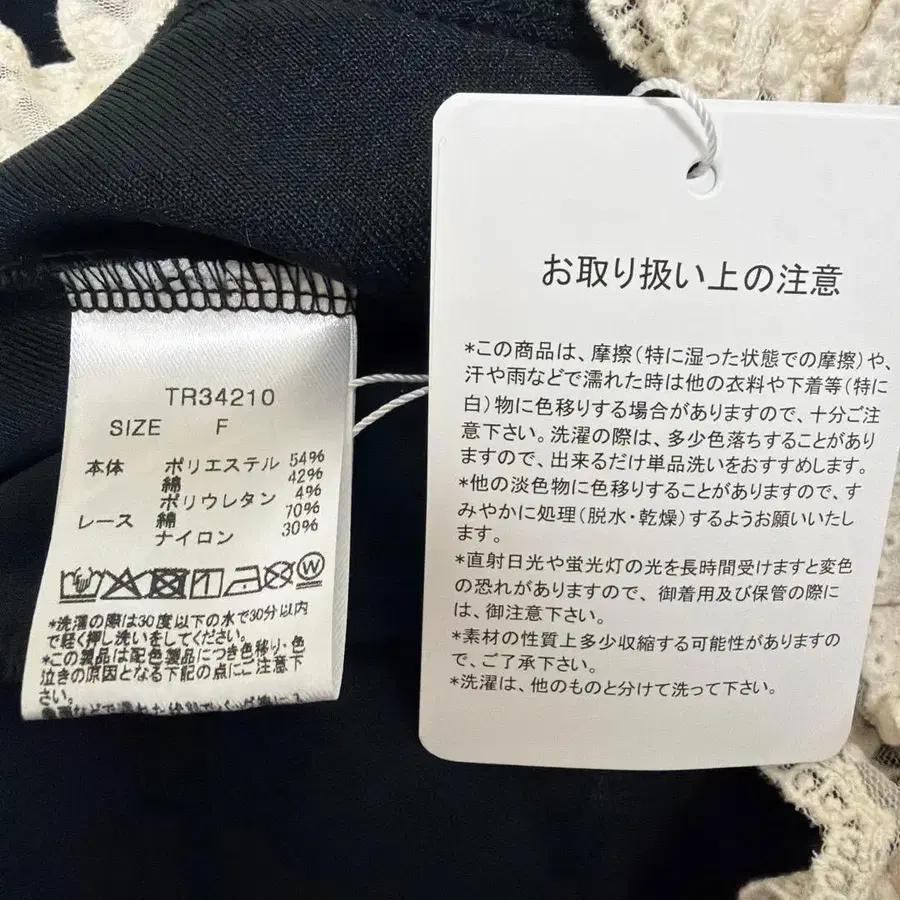 TR34210
SIZE F
本体 ポリエステル 54%
綿 42%
ポリウレタン 4%
レース 綿 70%
ナイロン 30%
W
*洗濯の際は30度以下の水で30分以内
で軽く押し洗いをしてください。
*この製品は配色製品につき色移り・色
泣きの原因となる下記の点にご注意下
さい。
お取り扱い上の注意
*この商品は、摩擦(特に湿った状態での摩擦)や、
汗や雨などで濡れた時は他の衣料や下着等(特に
白)物に色移りする場合がありますので、十分ご注
意下さい。洗濯の際は、多少色落ちすることがあり
ますので、出来るだけ単品洗いをおすすめします。
*他の淡色物に色移りすることがありますので、す
みやかに処理(脱水・乾燥)するようお願いいたし
ます。
*直射日光や蛍光灯の光を長時間受けますと変色
の恐れがありますので、御着用及び保管の際に
は、御注意下さい。
*素材の性質上多少収縮する可能性がありますの
で、ご了承下さい。
*洗濯は、他のものと分けて洗って下さい。